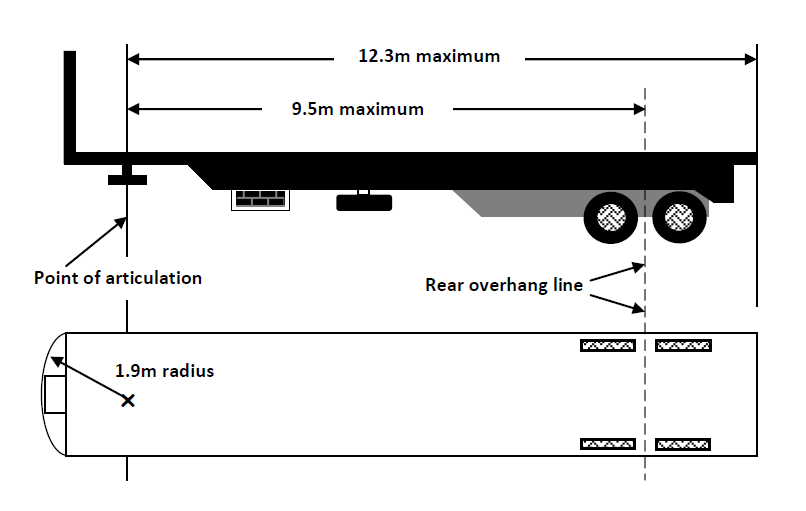 12.3m maximum
9.5m maximum
Point of articulation
Rear overhang line
1.9m radius